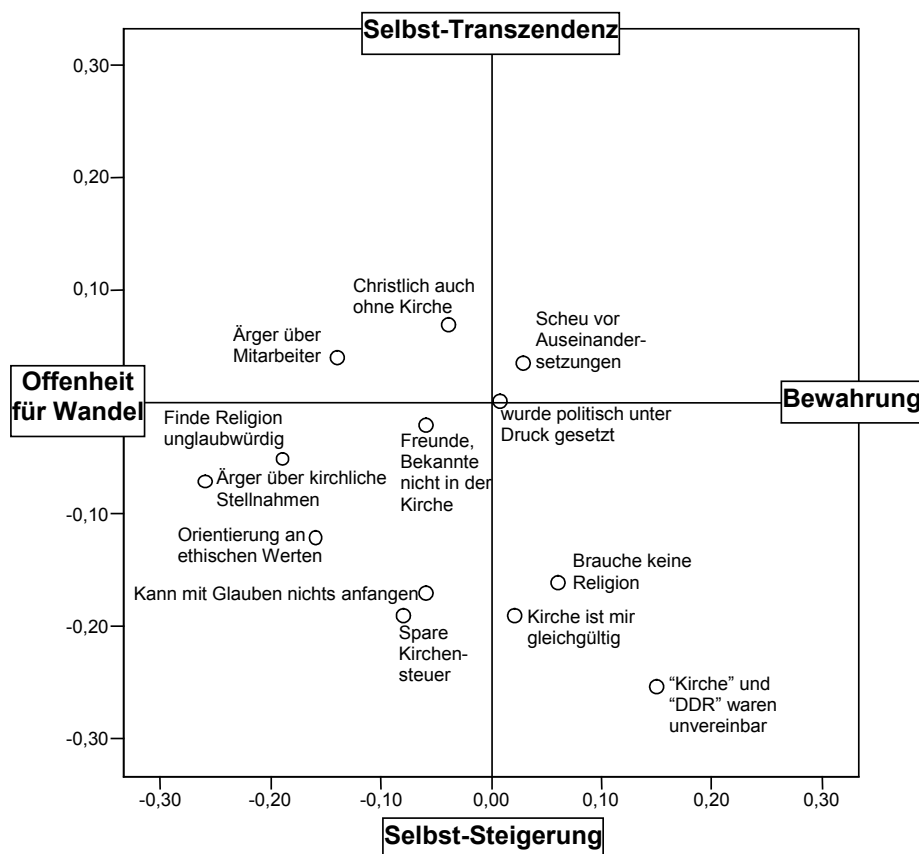 Selbst-Transzendenz
0,30
0,20
0,10
Christlich auch
ohne Kirche
Ärger über
Mitarbeiter
Scheu vor
Auseinander-
setzungen
Offenheit
für Wandel
Bewahrung
wurde politisch unter
Druck gesetzt
Finde Religion
unglaubwürdig
Freunde,
Bekannte
nicht in der
Kirche
Ärger über kirchliche
Stellnahmen
-0,10
Orientierung an
ethischen Werten
Brauche keine
Religion
Kann mit Glauben nichts anfangen
-0,20
Kirche ist mir
gleichgültig
Spare
Kirchen-
steuer
“Kirche” und
“DDR” waren
unvereinbar
-0,30
-0,30 -0,20 -0,10 0,00 0,10 0,20 0,30
Selbst-Steigerung